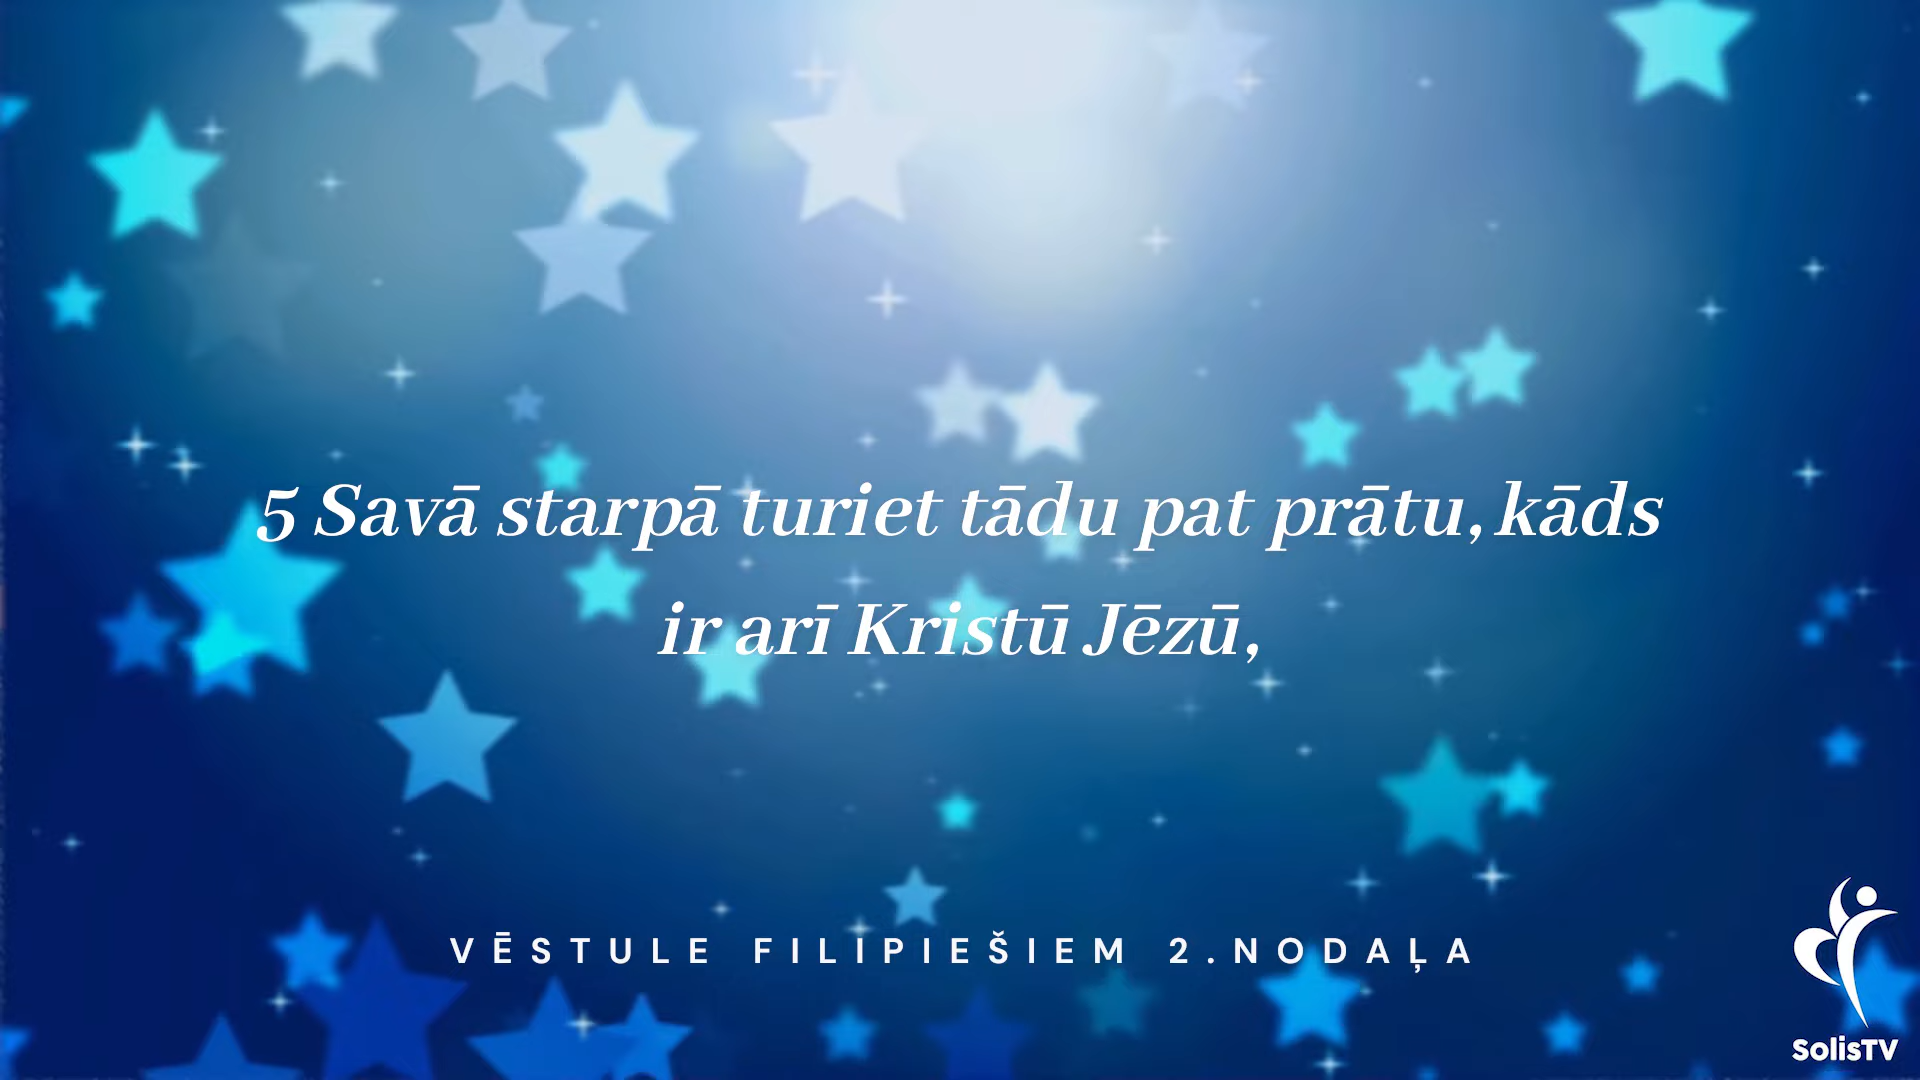 5 Savā starpā turiet tādu pat prātu, kāds
ir arī Kristū Jēzū,
VĒSTULE FILIPIEŠIEM 2.NODAĻA
SolisTV